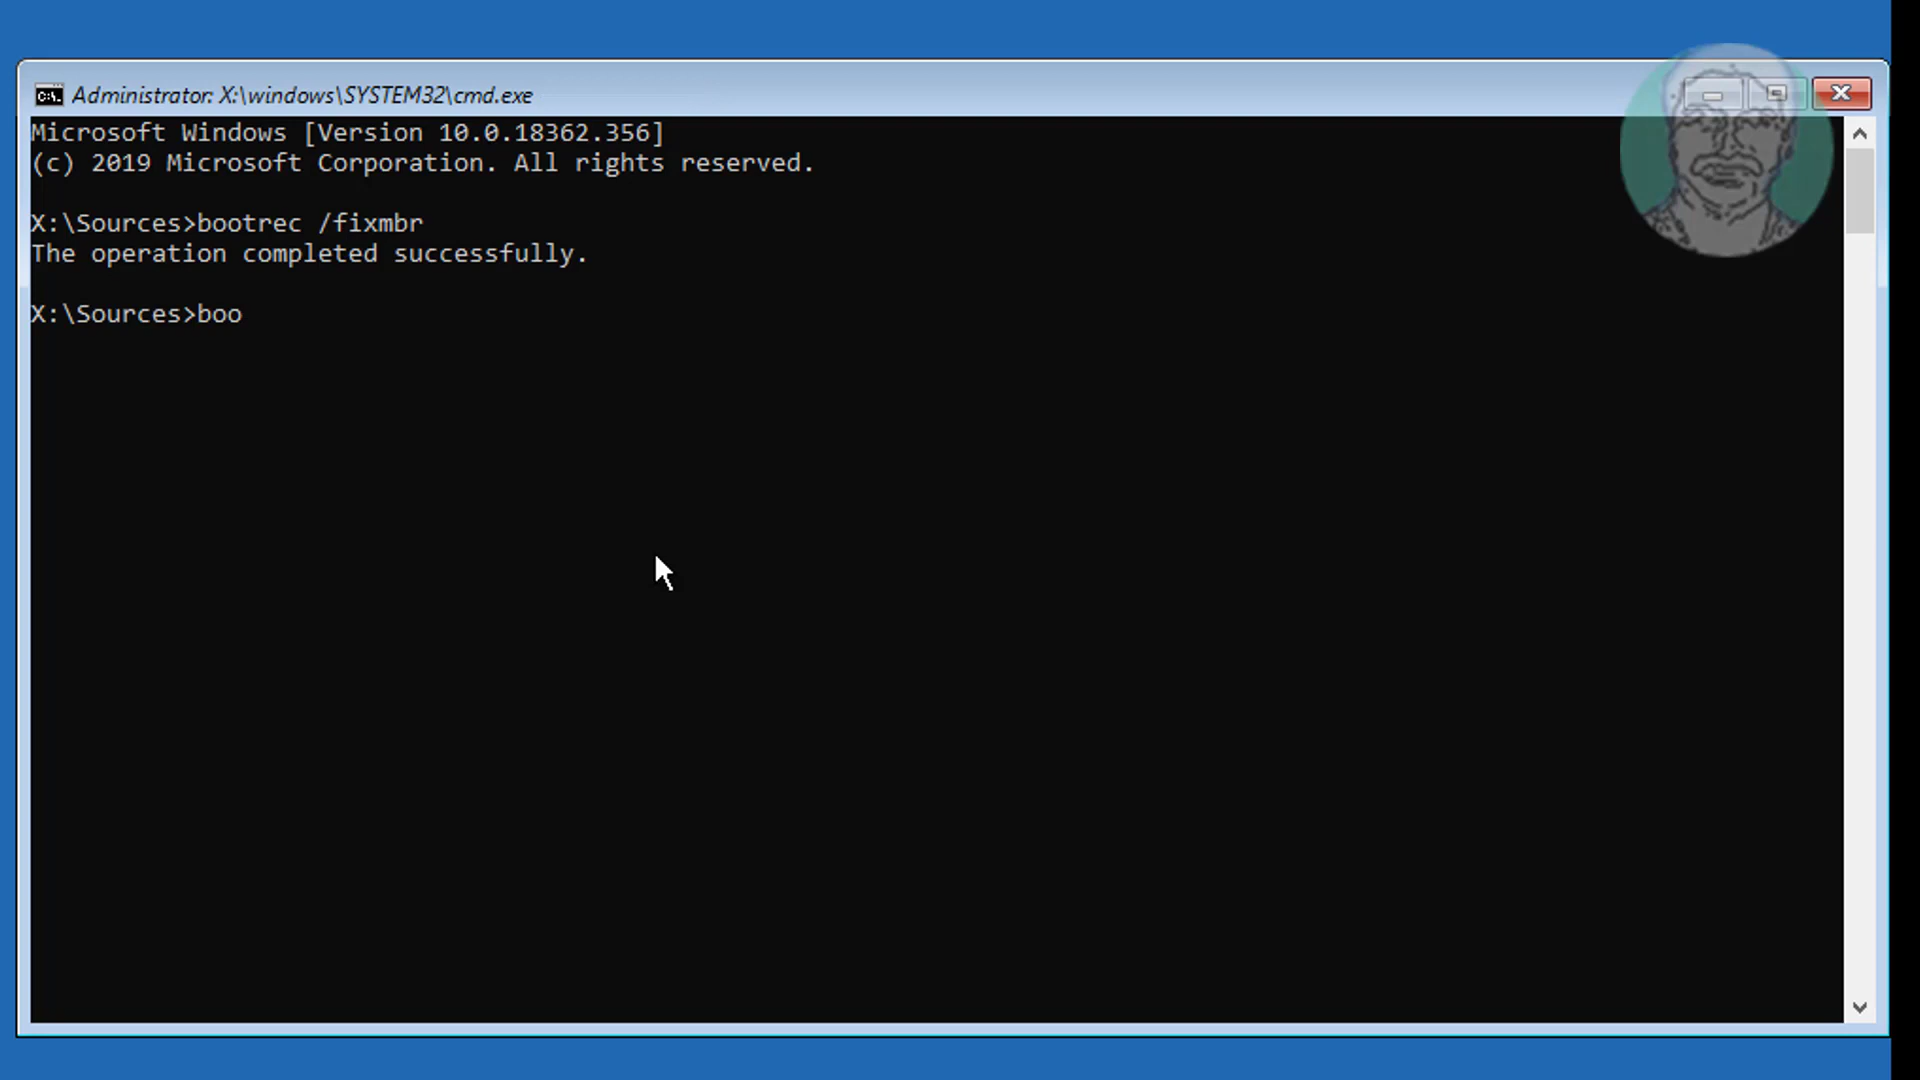 Administrator: X:\windows\SYSTEM32\cmd.exe
Microsoft Windows [Version 10.0.18362.356]
(c) 2019 Microsoft Corporation. All rights reserved.
X:\Sources>bootrec /fixmbr
The operation completed successfully.
X:\Sources>boo